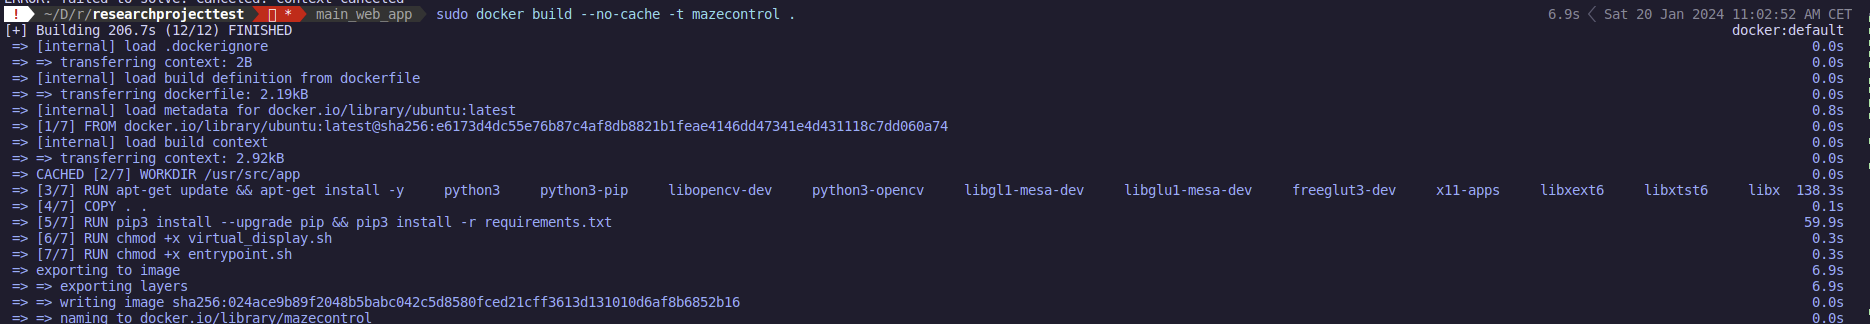 ERROR: failed to solve: Canceled: context canceled
! ~/D/r/researchprojecttest * main_web_app sudo docker build --no-cache -t mazecontrol . 6.9s < Sat 20 Jan 2024 11:02:52 AM CET
[+] Building 206.7s (12/12) FINISHED docker:default
=> [internal] load .dockerignore 0.0s
=> => transferring context: 2B 0.0s
=> [internal] load build definition from dockerfile 0.0s
=> => transferring dockerfile: 2.19kB 0.0s
=> [internal] load metadata for docker.io/library/ubuntu:latest 0.8s
=> [1/7] FROM docker.io/library/ubuntu:latest@sha256:e6173d4dc55e76b87c4af8db8821b1feae4146dd47341e4d431118c7dd060a74 0.0s
=> [internal] load build context 0.0s
=> => transferring context: 2.92kB 0.0s
=> CACHED [2/7] WORKDIR /usr/src/app 0.0s
=> [3/7] RUN apt-get update && apt-get install -y python3 python3-pip libopencv-dev python3-opencv libgl1-mesa-dev libglu1-mesa-dev freeglut3-dev x11-apps libxext6 libxtst6 libx 138.3s
=> [4/7] COPY . . 0.1s
=> [5/7] RUN pip3 install --upgrade pip && pip3 install -r requirements.txt 59.9s
=> [6/7] RUN chmod +x virtual_display.sh 0.3s
=> [7/7] RUN chmod +x entrypoint.sh 0.3s
=> exporting to image 6.9s
=> => exporting layers 6.9s
=> => writing image sha256:024ace9b89f2048b5babc042c5d8580fced21cff3613d131010d6af8b6852b16 0.0s
=> => naming to docker.io/library/mazecontrol 0.0s